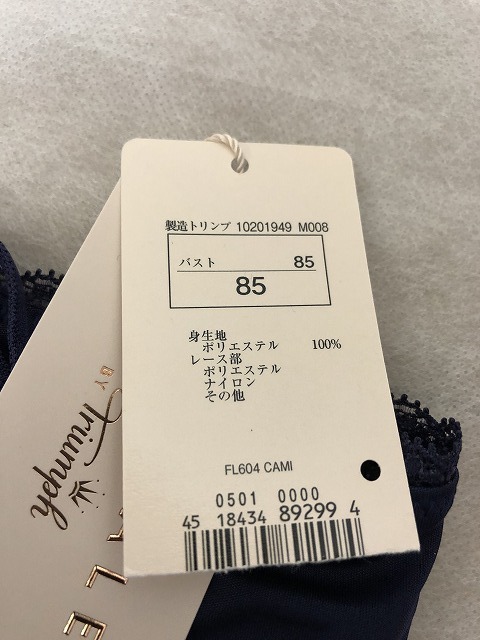 製造トリンプ 10201949 M008
バスト 85
85
身生地
ポリエステル 100%
レース部
ポリエステル
ナイロン
その他
FL604 CAMI
0501 0000
45 18434 89299 4
BY
Triumph
LE